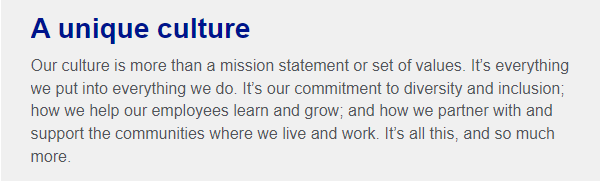 A unique culture
Our culture is more than a mission statement or set of values. It’s everything
we put into everything we do. It’s our commitment to diversity and inclusion;
how we help our employees learn and grow; and how we partner with and
support the communities where we live and work. It’s all this, and so much
more.